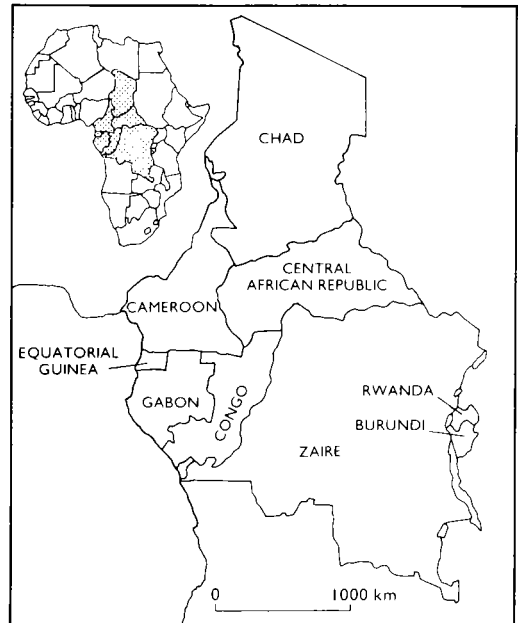 CHAD
CENTRAL
AFRICAN REPUBLIC
CAMEROON
EQUATORIAL
GUINEA
GABON
CONGO
RWANDA
BURUNDI
ZAIRE
0 1000 km